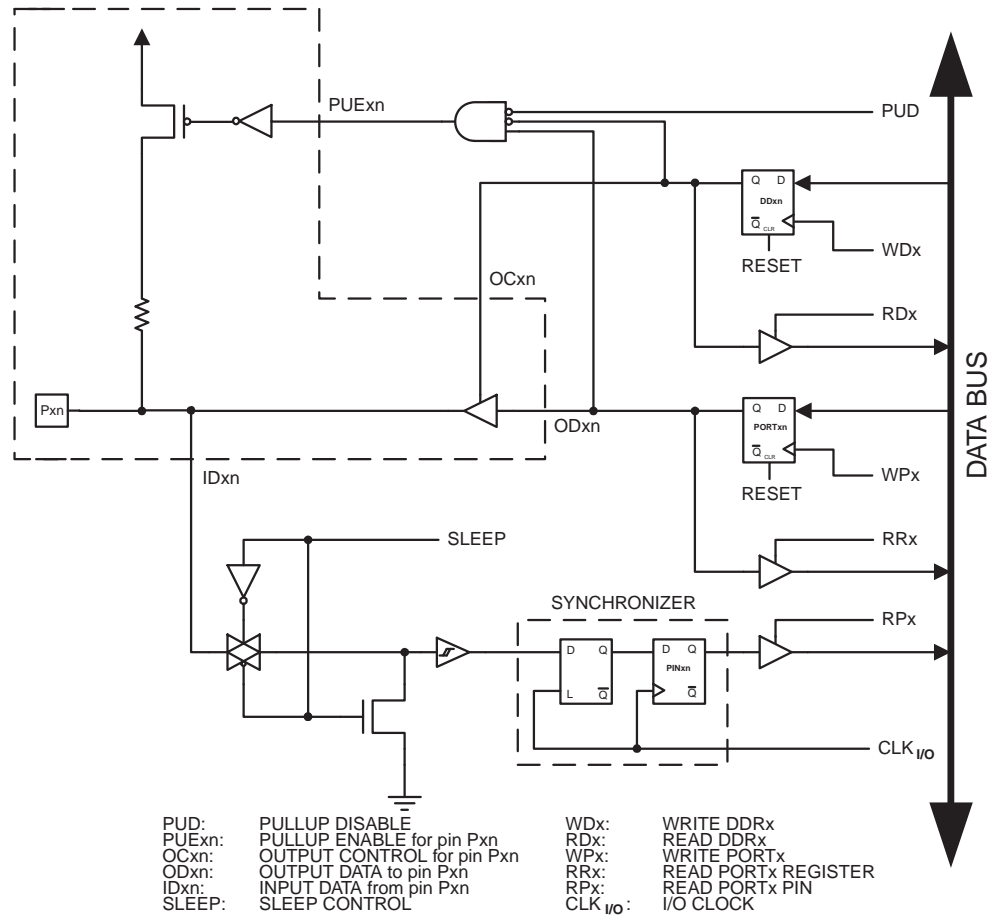 PUExn
PUD
Q D
DDxn
Q CLR
WDx
RESET
OCxn
RDx
Pxn
ODxn
Q D
PORTxn
Q CLR
WPx
RESET
IDxn
DATA BUS
SLEEP
RRx
SYNCHRONIZER
RPx
D Q
L Q
D Q
PINxn
Q
CLK I/O
PUD: PULLUP DISABLE
PUExn: PULLUP ENABLE for pin Pxn
OCxn: OUTPUT CONTROL for pin Pxn
ODxn: OUTPUT DATA to pin Pxn
IDxn: INPUT DATA from pin Pxn
SLEEP: SLEEP CONTROL
WDx: WRITE DDRx
RDx: READ DDRx
WPx: WRITE PORTx
RRx: READ PORTx REGISTER
RPx: READ PORTx PIN
CLK I/O: I/O CLOCK